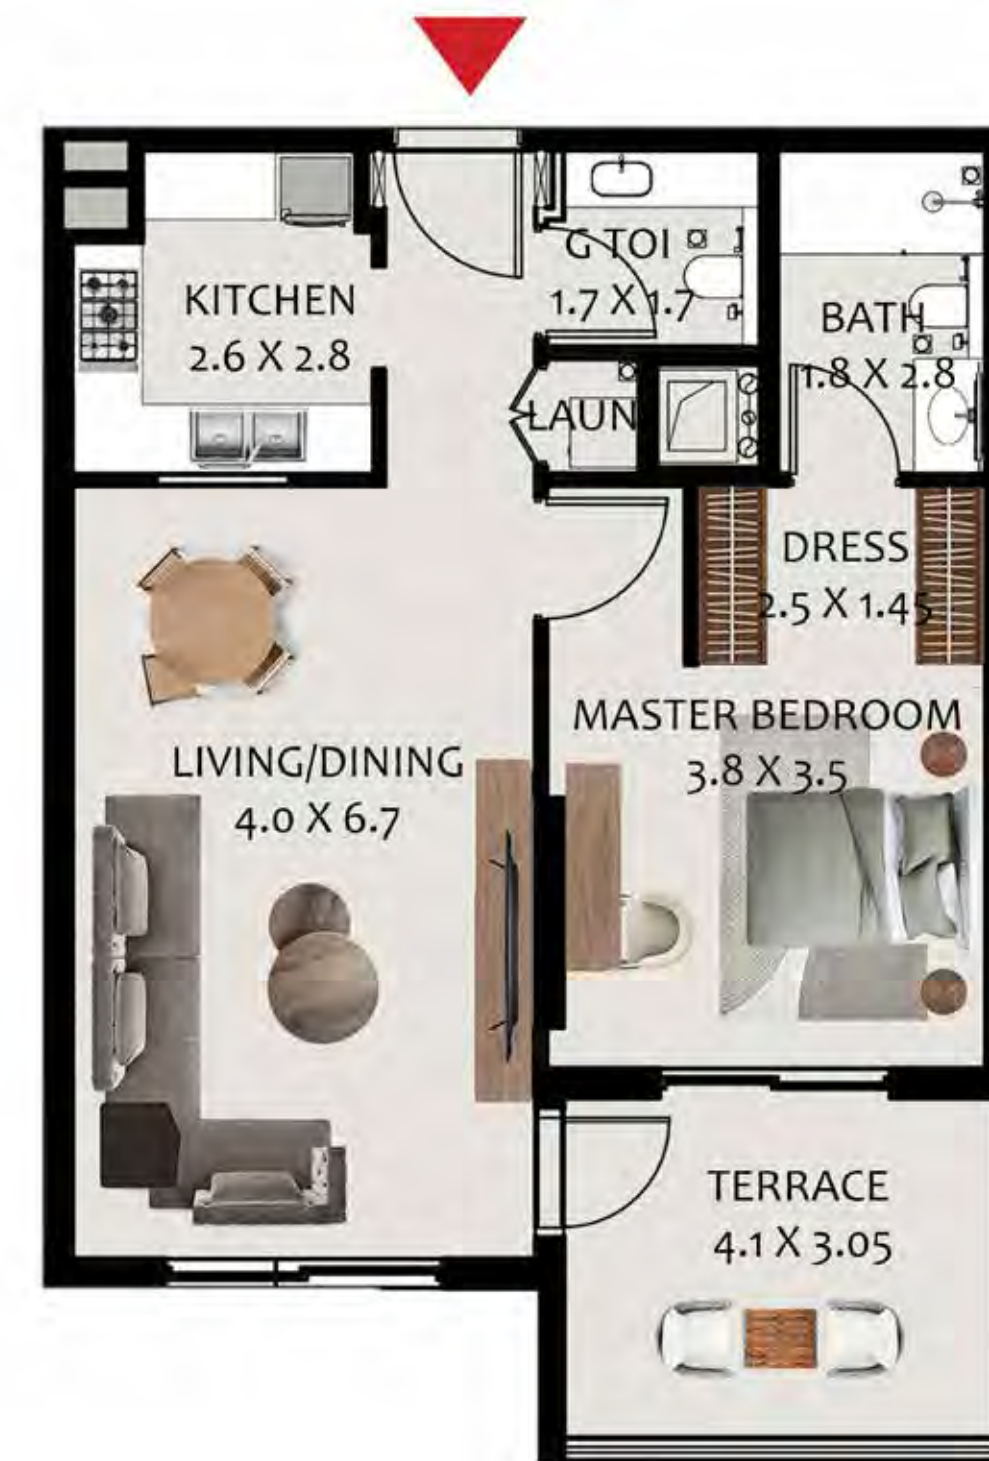 G TOI
1.7 X 1.7
KITCHEN
2.6 X 2.8
BATH
1.8 X 2.8
LAUN
DRESS
2.5 X 1.45
MASTER BEDROOM
3.8 X 3.5
LIVING/DINING
4.0 X 6.7
TERRACE
4.1 X 3.05